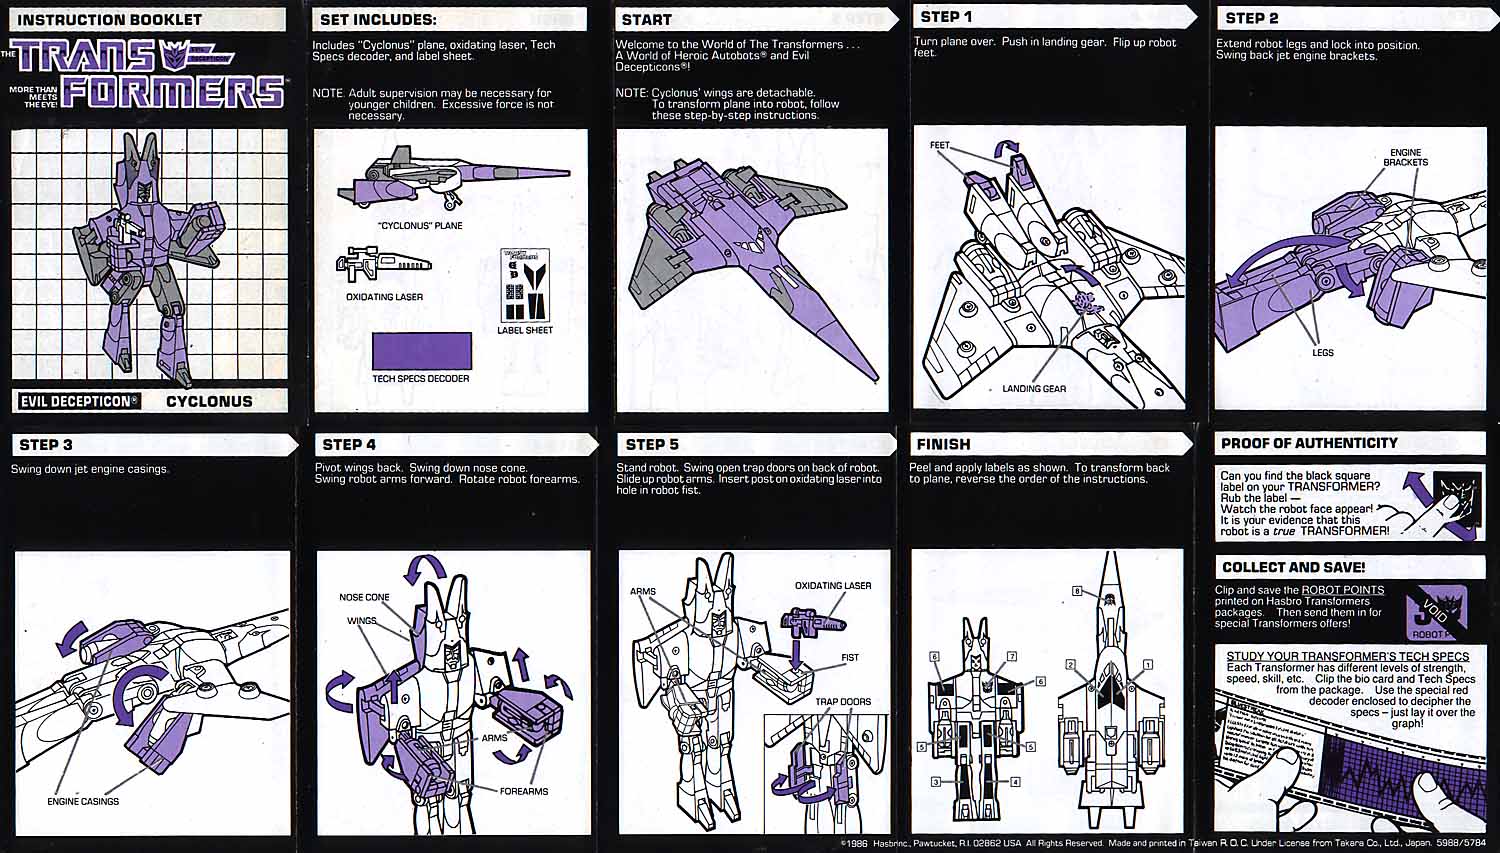 INSTRUCTION BOOKLET
THE TRANSFORMERS
EVIL DECEPTICON
MORE THAN
MEETS
THE EYE!
EVIL DECEPTICON® CYCLONUS
SET INCLUDES:
Includes "Cyclonus" plane, oxidating laser, Tech
Specs decoder, and label sheet.
NOTE: Adult supervision may be necessary for
younger children. Excessive force is not
necessary.
"CYCLONUS" PLANE
OXIDATING LASER
TRANSFORMERS
LABEL SHEET
TECH SPECS DECODER
START
Welcome to the World of The Transformers . . .
A World of Heroic Autobots® and Evil
Decepticons®!
NOTE: Cyclonus' wings are detachable.
To transform plane into robot, follow
these step-by-step instructions.
STEP 1
Turn plane over. Push in landing gear. Flip up robot
feet.
FEET
LANDING GEAR
STEP 2
Extend robot legs and lock into position.
Swing back jet engine brackets.
ENGINE
BRACKETS
LEGS
STEP 3
Swing down jet engine casings.
ENGINE CASINGS
STEP 4
Pivot wings back. Swing down nose cone.
Swing robot arms forward. Rotate robot forearms.
NOSE CONE
WINGS
ARMS
FOREARMS
STEP 5
Stand robot. Swing open trap doors on back of robot.
Slide up robot arms. Insert post on oxidating laser into
hole in robot fist.
ARMS
OXIDATING LASER
FIST
TRAP DOORS
FINISH
Peel and apply labels as shown. To transform back
to plane, reverse the order of the instructions.
8
6
7
2
1
6
5
5
3
4
PROOF OF AUTHENTICITY
Can you find the black square
label on your TRANSFORMER?
Rub the label —
Watch the robot face appear!
It is your evidence that this
robot is a true TRANSFORMER!
COLLECT AND SAVE!
Clip and save the ROBOT POINTS
printed on Hasbro Transformers
packages. Then send them in for
special Transformers offers!
VOID
ROBOT P
STUDY YOUR TRANSFORMER'S TECH SPECS
Each Transformer has different levels of strength,
speed, skill, etc. Clip the bio card and Tech Specs
from the package. Use the special red
decoder enclosed to decipher the
specs – just lay it over the
graph!
©1986 Hasbro Inc., Pawtucket, R.I. 02862 USA All Rights Reserved. Made and printed in Taiwan R.O.C. Under License from Takara Co., Ltd., Japan. 5988/5784